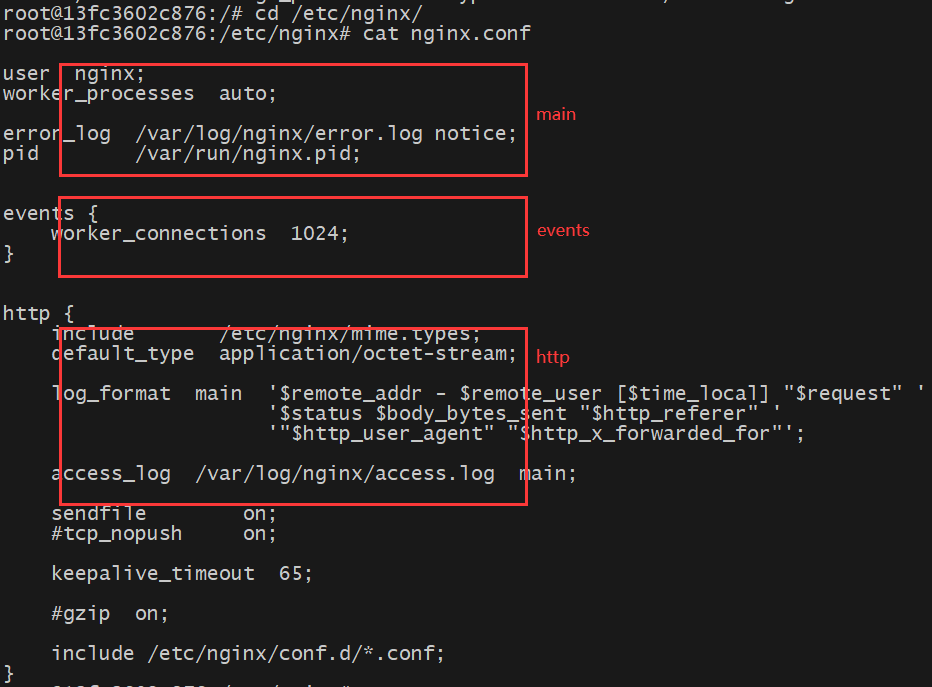 root@13fc3602c876:/# cd /etc/nginx/
root@13fc3602c876:/etc/nginx# cat nginx.conf
user  nginx;
worker_processes  auto;
main
error_log  /var/log/nginx/error.log notice;
pid        /var/run/nginx.pid;
events {
events
    worker_connections  1024;
}
http {
    include       /etc/nginx/mime.types;
    default_type  application/octet-stream;
http
    log_format  main  '$remote_addr - $remote_user [$time_local] "$request" '
                      '$status $body_bytes_sent "$http_referer" '
                      '"$http_user_agent" "$http_x_forwarded_for"';
    access_log  /var/log/nginx/access.log  main;
    sendfile        on;
    #tcp_nopush     on;
    keepalive_timeout  65;
    #gzip  on;
    include /etc/nginx/conf.d/*.conf;
}